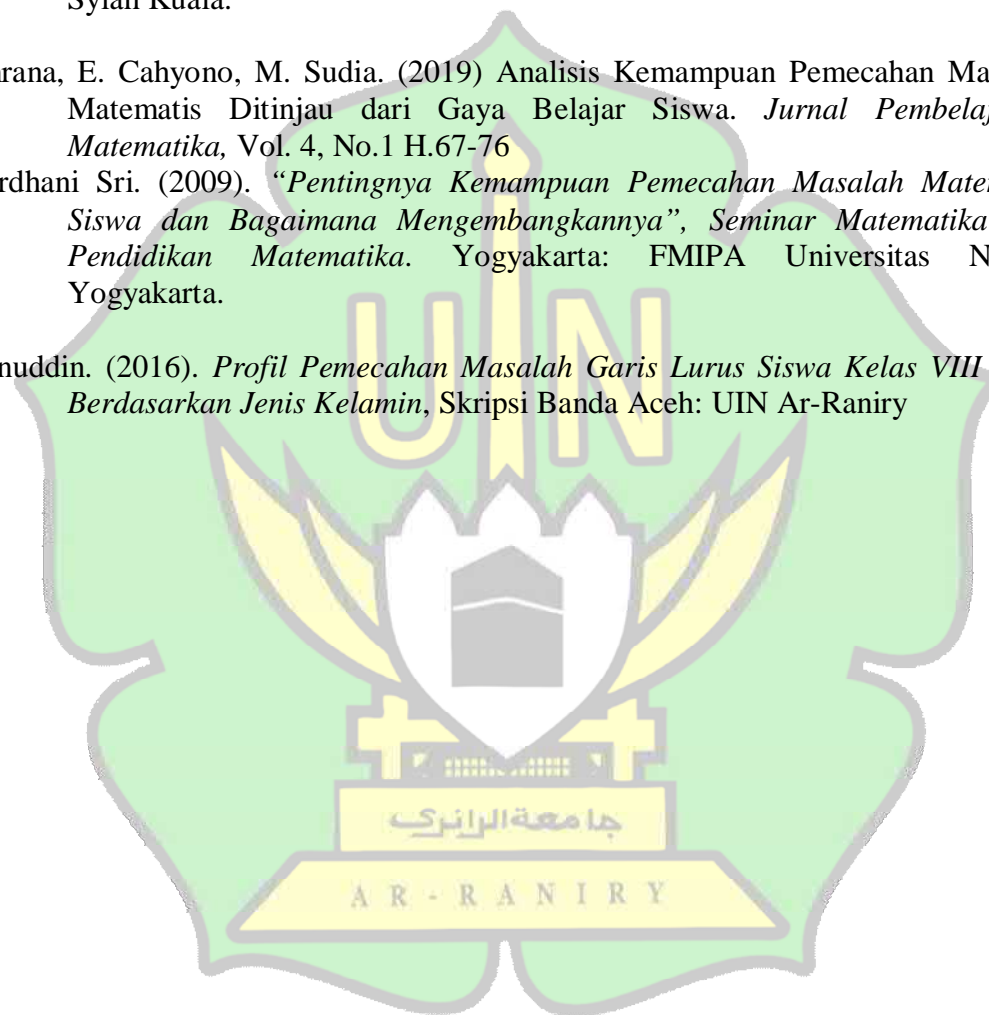 Syiah Kuala.
rana, E. Cahyono, M. Sudia. (2019) Analisis Kemampuan Pemecahan Ma
Matematis Ditinjau dari Gaya Belajar Siswa. Jurnal Pembelaj
Matematika, Vol. 4, No.1 H.67-76
rdhani Sri. (2009). “Pentingnya Kemampuan Pemecahan Masalah Mate
Siswa dan Bagaimana Mengembangkannya”, Seminar Matematika
Pendidikan Matematika. Yogyakarta: FMIPA Universitas N
Yogyakarta.
nuddin. (2016). Profil Pemecahan Masalah Garis Lurus Siswa Kelas VIII
Berdasarkan Jenis Kelamin, Skripsi Banda Aceh: UIN Ar-Raniry
UIN
جامعةالرانري
AR-RANIRY